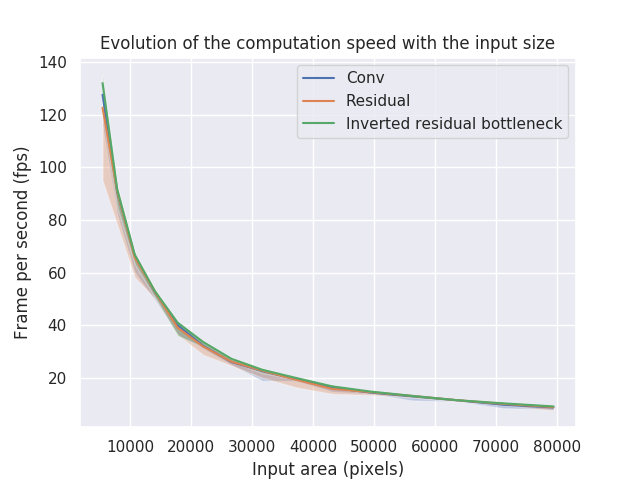 Evolution of the computation speed with the input size
Conv
Residual
Inverted residual bottleneck
Frame per second (fps)
140
120
100
80
60
40
20
10000 20000 30000 40000 50000 60000 70000 80000
Input area (pixels)